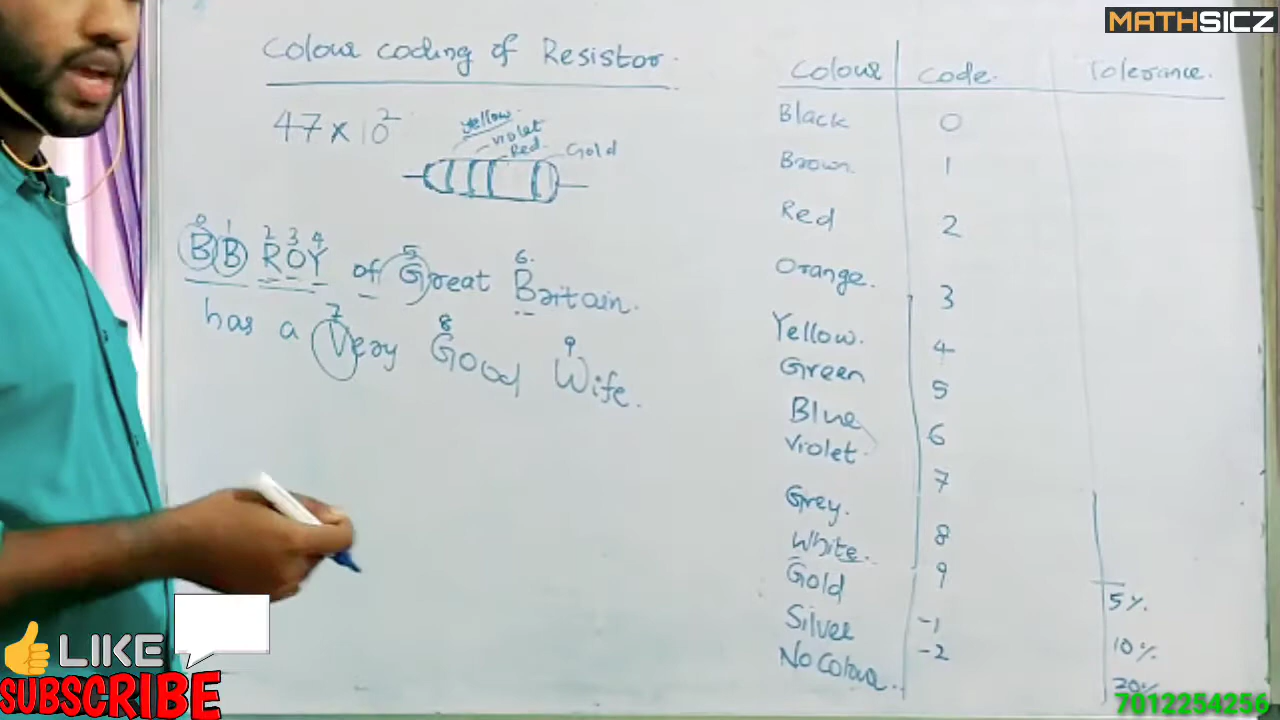 MATHSICZ
Colour coding of Resistor.
47 x 10²
Yellow
Violet
Red
Gold
0 1 2 3 4 5 6.
BB ROY of Great Britain.
7 8 9
has a Very Good Wife.
Colour Code. Tolerance.
Black 0
Brown. 1
Red 2
Orange. 3
Yellow. 4
Green 5
Blue 6
Violet. 7
Grey. 8
White. 9
Gold -1 5%.
Silver -2 10%.
No Colour. 20%
LIKE
SUBSCRIBE
7012254256